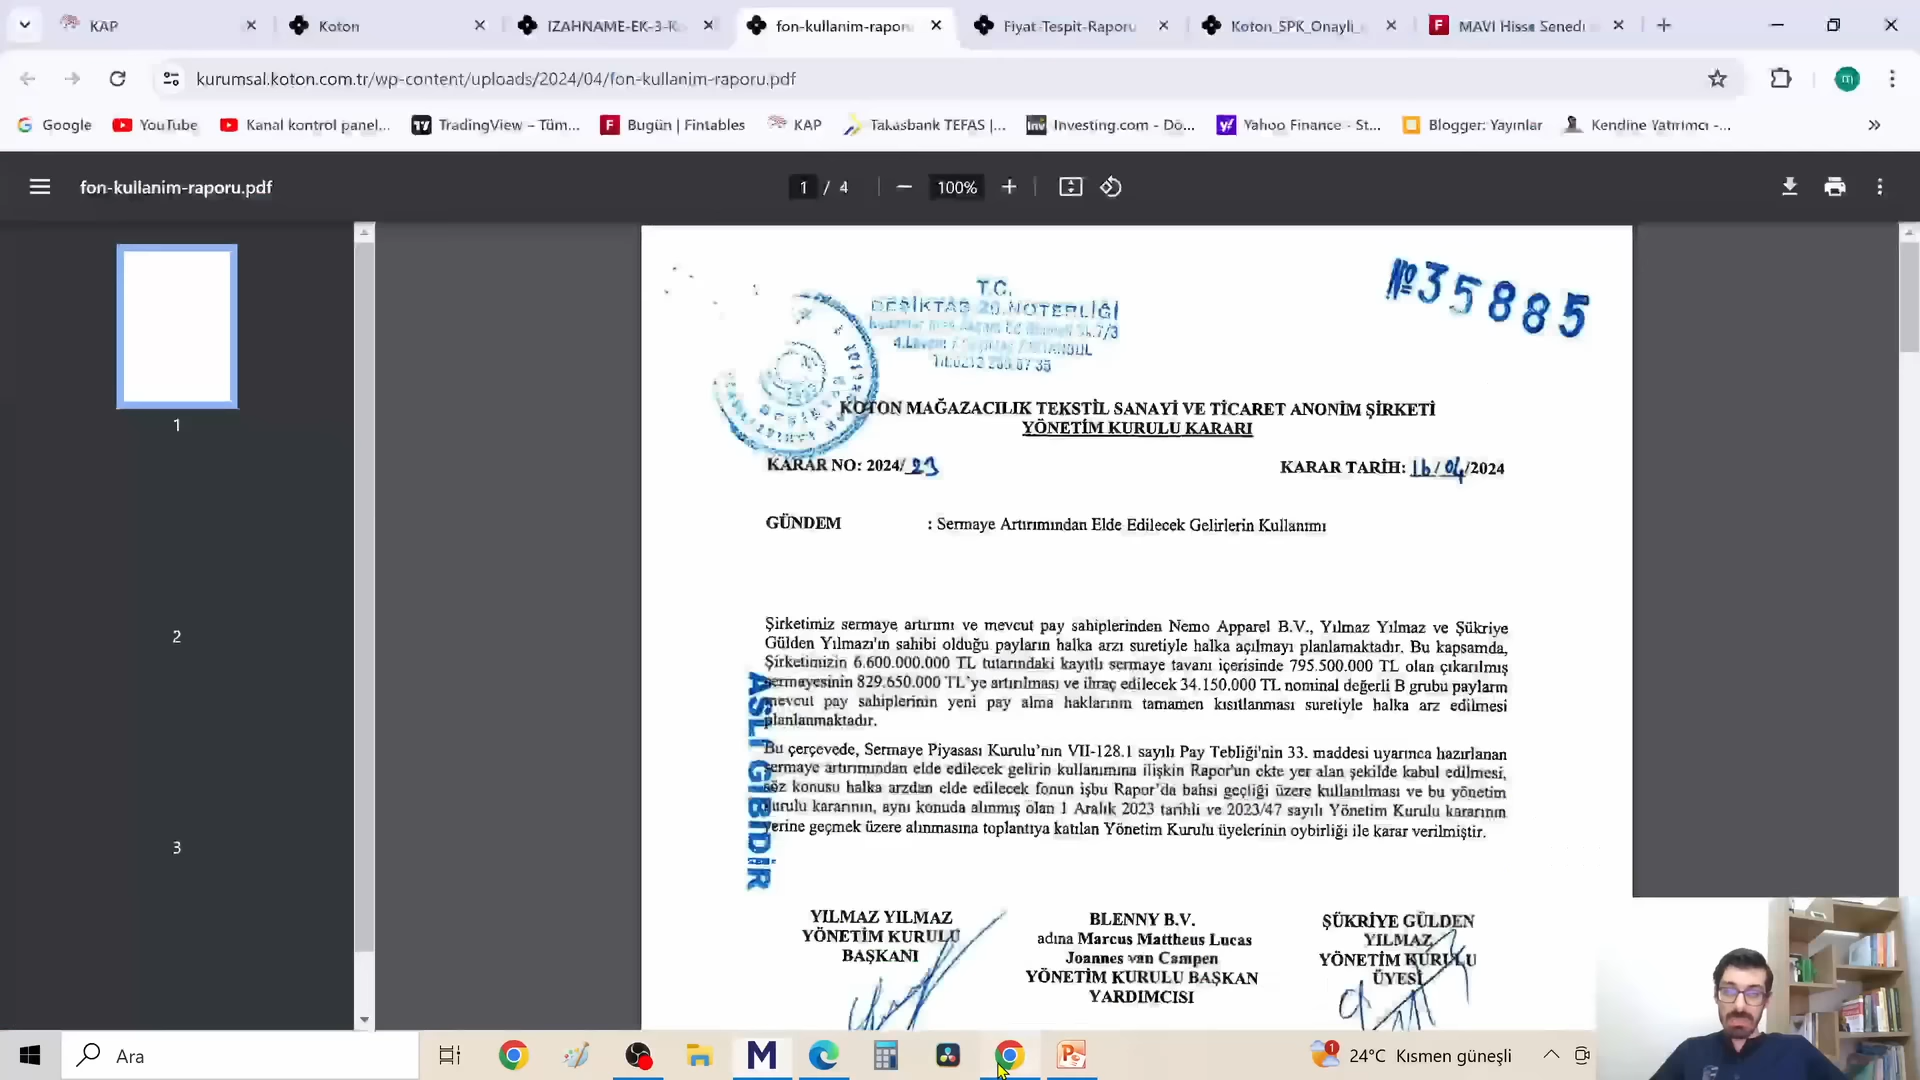 KAP
Koton
IZAHNAME-EK-3-K
fon-kullanim-raporu
Fiyat-Tespit-Raporu
Koton_SPK_Onayli_
MAVI Hisse Senedi
kurumsal.koton.com.tr/wp-content/uploads/2024/04/fon-kullanim-raporu.pdf
Google
YouTube
Kanal kontrol panel...
TradingView – Tüm...
Bugün | Fintables
KAP
Takasbank TEFAS |...
Investing.com - Do...
Yahoo Finance - St...
Blogger: Yayınlar
Kendine Yatırımcı -...
fon-kullanim-raporu.pdf
1 / 4
100%
1
2
3
T.C.
BEŞİKTAŞ 20. NOTERLİĞİ
№35885
KOTON MAĞAZACILIK TEKSTİL SANAYİ VE TİCARET ANONİM ŞİRKETİ
YÖNETİM KURULU KARARI
KARAR NO: 2024/ 23
KARAR TARİH: 16/04/2024
GÜNDEM : Sermaye Artırımından Elde Edilecek Gelirlerin Kullanımı
Şirketimiz sermaye artırımı ve mevcut pay sahiplerinden Nemo Apparel B.V., Yılmaz Yılmaz ve Şükriye
Gülden Yılmaz'ın sahibi olduğu payların halka arzı suretiyle halka açılmayı planlamaktadır. Bu kapsamda,
Şirketimizin 6.600.000.000 TL tutarındaki kayıtlı sermaye tavanı içerisinde 795.500.000 TL olan çıkarılmış
sermayesinin 829.650.000 TL'ye artırılması ve ihraç edilecek 34.150.000 TL nominal değerli B grubu payların
mevcut pay sahiplerinin yeni pay alma haklarının tamamen kısıtlanması suretiyle halka arz edilmesi
planlanmaktadır.
Bu çerçevede, Sermaye Piyasası Kurulu'nın VII-128.1 sayılı Pay Tebliği'nin 33. maddesi uyarınca hazırlanan
sermaye artırımından elde edilecek gelirin kullanımına ilişkin Rapor'un ekte yer alan şekilde kabul edilmesi,
söz konusu halka arzdan elde edilecek fonun işbu Rapor'da bahsi geçtiği üzere kullanılması ve bu yönetim
kurulu kararının, aynı konuda alınmış olan 1 Aralık 2023 tarihli ve 2023/47 sayılı Yönetim Kurulu kararının
yerine geçmek üzere alınmasına toplantıya katılan Yönetim Kurulu üyelerinin oybirliği ile karar verilmiştir.
ASLI GİBİDİR
YILMAZ YILMAZ
YÖNETİM KURULU
BAŞKANI
BLENNY B.V.
adına Marcus Mattheus Lucas
Joannes van Campen
YÖNETİM KURULU BAŞKAN
YARDIMCISI
ŞÜKRİYE GÜLDEN
YILMAZ
YÖNETİM KURULU
ÜYESİ
Ara
24°C Kısmen güneşli